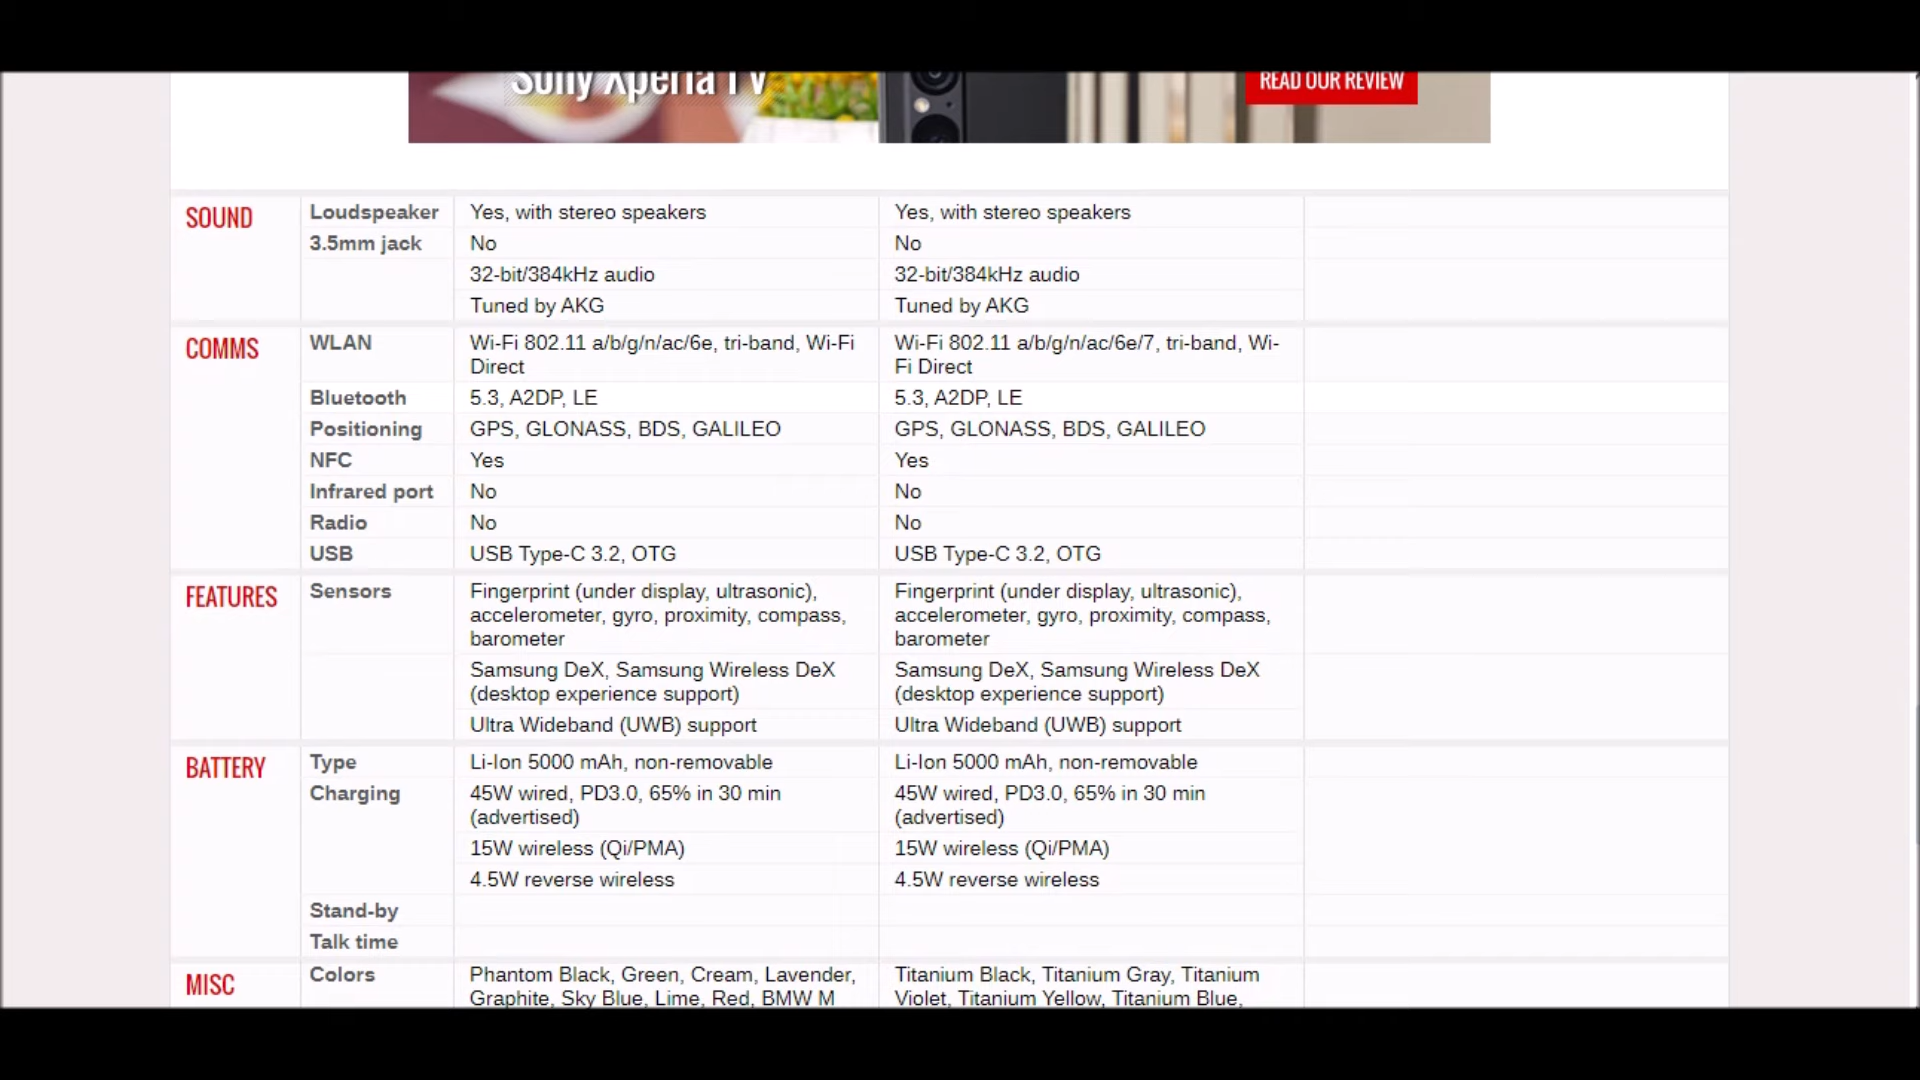 Sony Xperia 1 V
READ OUR REVIEW
SOUND
Loudspeaker
Yes, with stereo speakers
Yes, with stereo speakers
3.5mm jack
No
No
32-bit/384kHz audio
32-bit/384kHz audio
Tuned by AKG
Tuned by AKG
COMMS
WLAN
Wi-Fi 802.11 a/b/g/n/ac/6e, tri-band, Wi-Fi
Direct
Wi-Fi 802.11 a/b/g/n/ac/6e/7, tri-band, Wi-
Fi Direct
Bluetooth
5.3, A2DP, LE
5.3, A2DP, LE
Positioning
GPS, GLONASS, BDS, GALILEO
GPS, GLONASS, BDS, GALILEO
NFC
Yes
Yes
Infrared port
No
No
Radio
No
No
USB
USB Type-C 3.2, OTG
USB Type-C 3.2, OTG
FEATURES
Sensors
Fingerprint (under display, ultrasonic),
accelerometer, gyro, proximity, compass,
barometer
Fingerprint (under display, ultrasonic),
accelerometer, gyro, proximity, compass,
barometer
Samsung DeX, Samsung Wireless DeX
(desktop experience support)
Samsung DeX, Samsung Wireless DeX
(desktop experience support)
Ultra Wideband (UWB) support
Ultra Wideband (UWB) support
BATTERY
Type
Li-Ion 5000 mAh, non-removable
Li-Ion 5000 mAh, non-removable
Charging
45W wired, PD3.0, 65% in 30 min
(advertised)
45W wired, PD3.0, 65% in 30 min
(advertised)
15W wireless (Qi/PMA)
15W wireless (Qi/PMA)
4.5W reverse wireless
4.5W reverse wireless
Stand-by
Talk time
MISC
Colors
Phantom Black, Green, Cream, Lavender,
Graphite, Sky Blue, Lime, Red, BMW M
Titanium Black, Titanium Gray, Titanium
Violet, Titanium Yellow, Titanium Blue,